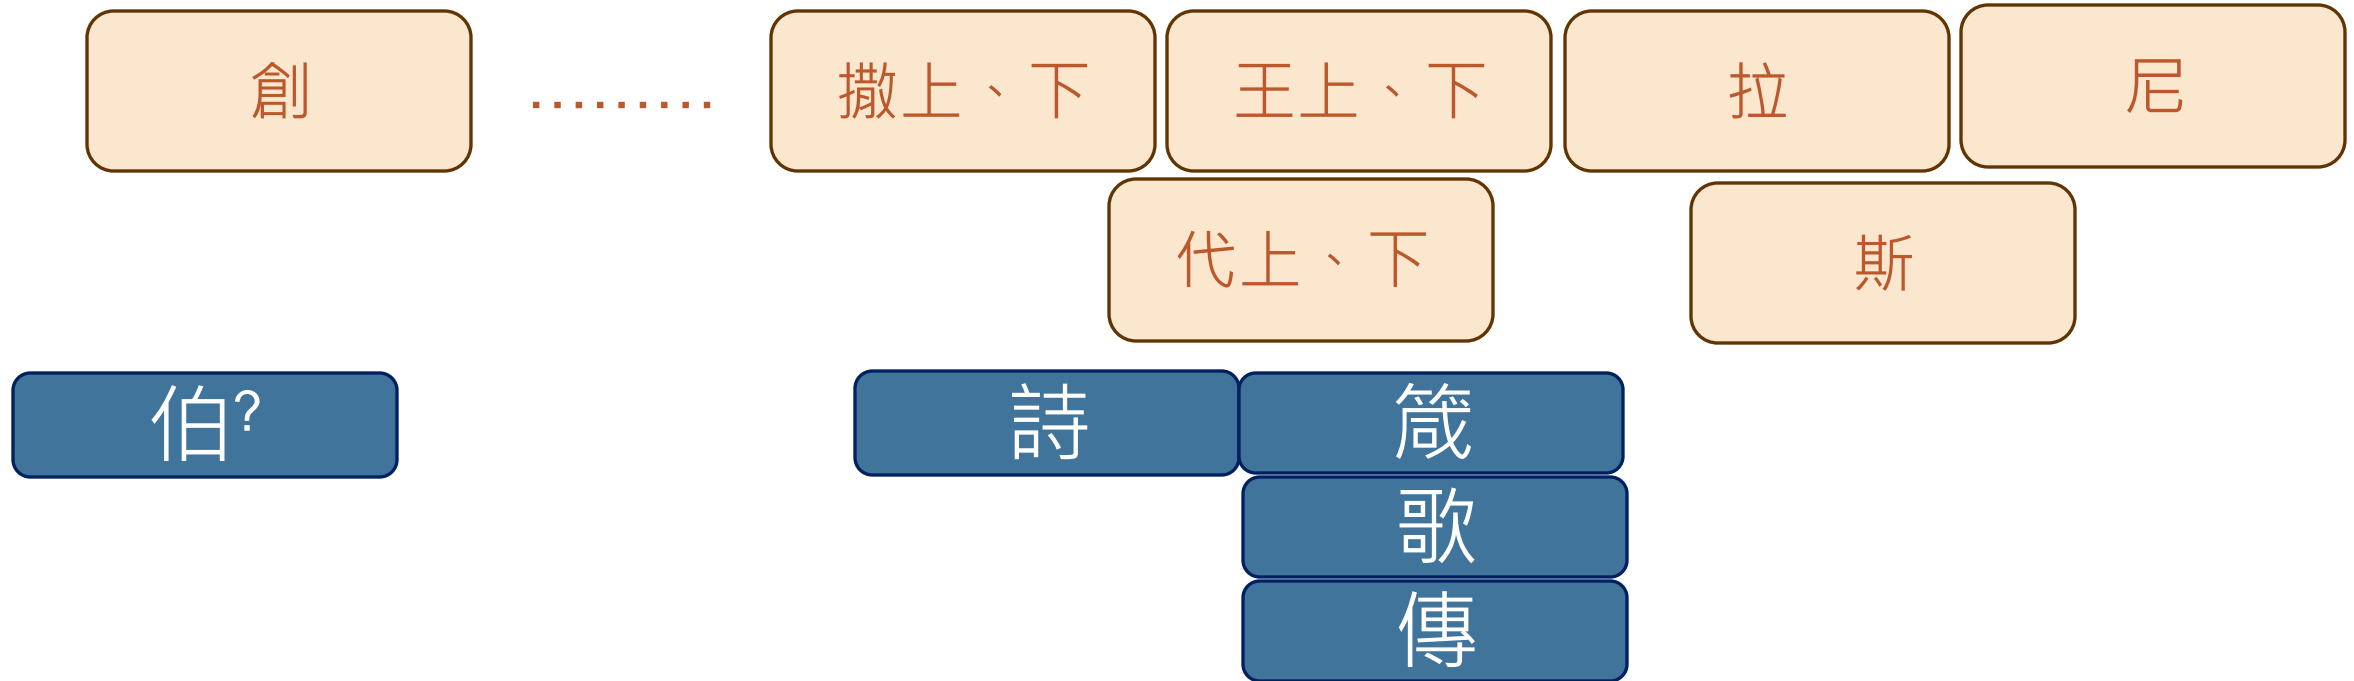 創 ......... 撒上、下 王上、下 拉 尼
代上、下 斯
伯? 詩 箴
歌
傳